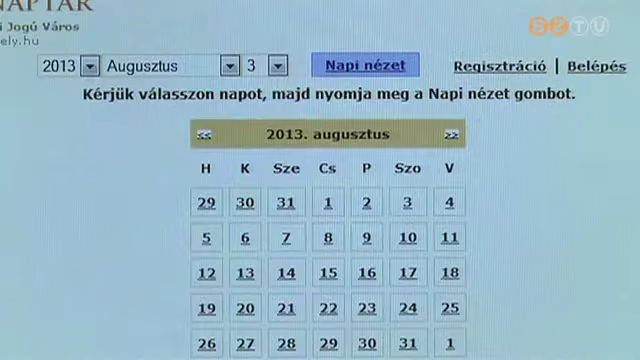 NAPTÁR
i Jogú Város
ely.hu
SZTV
2013 Augusztus 3 Napi nézet Regisztráció | Belépés
Kérjük válasszon napot, majd nyomja meg a Napi nézet gombot.
<< 2013. augusztus >>
H K Sze Cs P Szo V
29 30 31 1 2 3 4
5 6 7 8 9 10 11
12 13 14 15 16 17 18
19 20 21 22 23 24 25
26 27 28 29 30 31 1